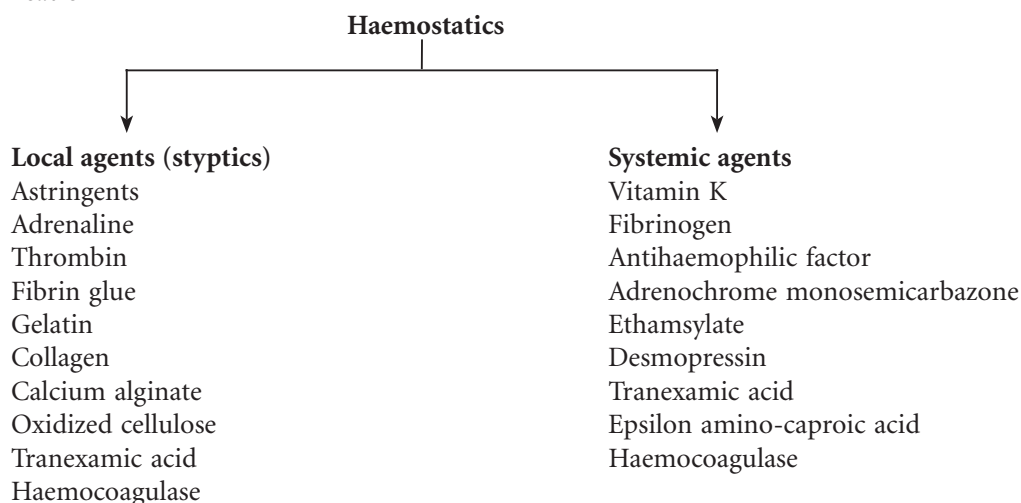 Haemostatics
Local agents (styptics)
Astringents
Adrenaline
Thrombin
Fibrin glue
Gelatin
Collagen
Calcium alginate
Oxidized cellulose
Tranexamic acid
Haemocoagulase
Systemic agents
Vitamin K
Fibrinogen
Antihaemophilic factor
Adrenochrome monosemicarbazone
Ethamsylate
Desmopressin
Tranexamic acid
Epsilon amino-caproic acid
Haemocoagulase